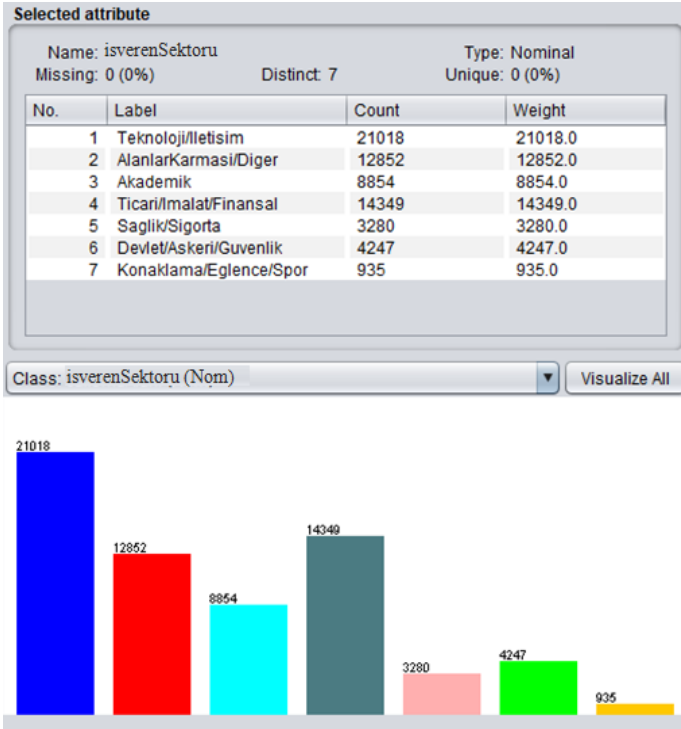 Selected attribute
Name: isverenSektoru Type: Nominal
Missing: 0 (0%) Distinct: 7 Unique: 0 (0%)
No. Label Count Weight
1 Teknoloji/Iletisim 21018 21018.0
2 AlanlarKarmasi/Diger 12852 12852.0
3 Akademik 8854 8854.0
4 Ticari/Imalat/Finansal 14349 14349.0
5 Saglik/Sigorta 3280 3280.0
6 Devlet/Askeri/Guvenlik 4247 4247.0
7 Konaklama/Eglence/Spor 935 935.0
Class: isverenSektoru (Nom) Visualize All
21018
14349
12852
8854
4247
3280
935